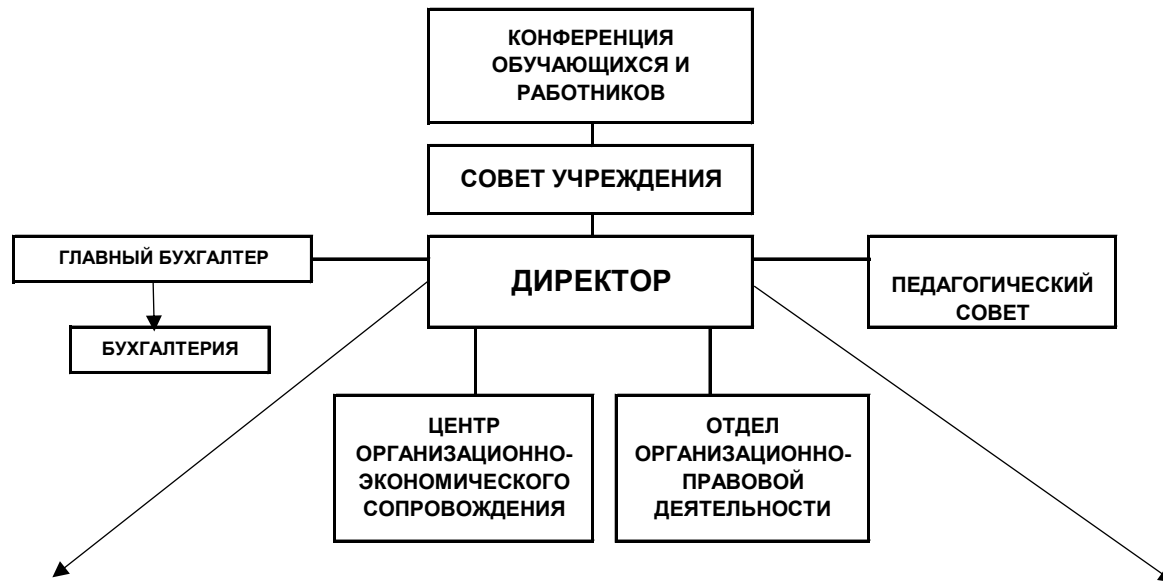 КОНФЕРЕНЦИЯ
ОБУЧАЮЩИХСЯ И
РАБОТНИКОВ
СОВЕТ УЧРЕЖДЕНИЯ
ГЛАВНЫЙ БУХГАЛТЕР
ДИРЕКТОР
ПЕДАГОГИЧЕСКИЙ
СОВЕТ
БУХГАЛТЕРИЯ
ЦЕНТР
ОРГАНИЗАЦИОННО-
ЭКОНОМИЧЕСКОГО
СОПРОВОЖДЕНИЯ
ОТДЕЛ
ОРГАНИЗАЦИОННО-
ПРАВОВОЙ
ДЕЯТЕЛЬНОСТИ